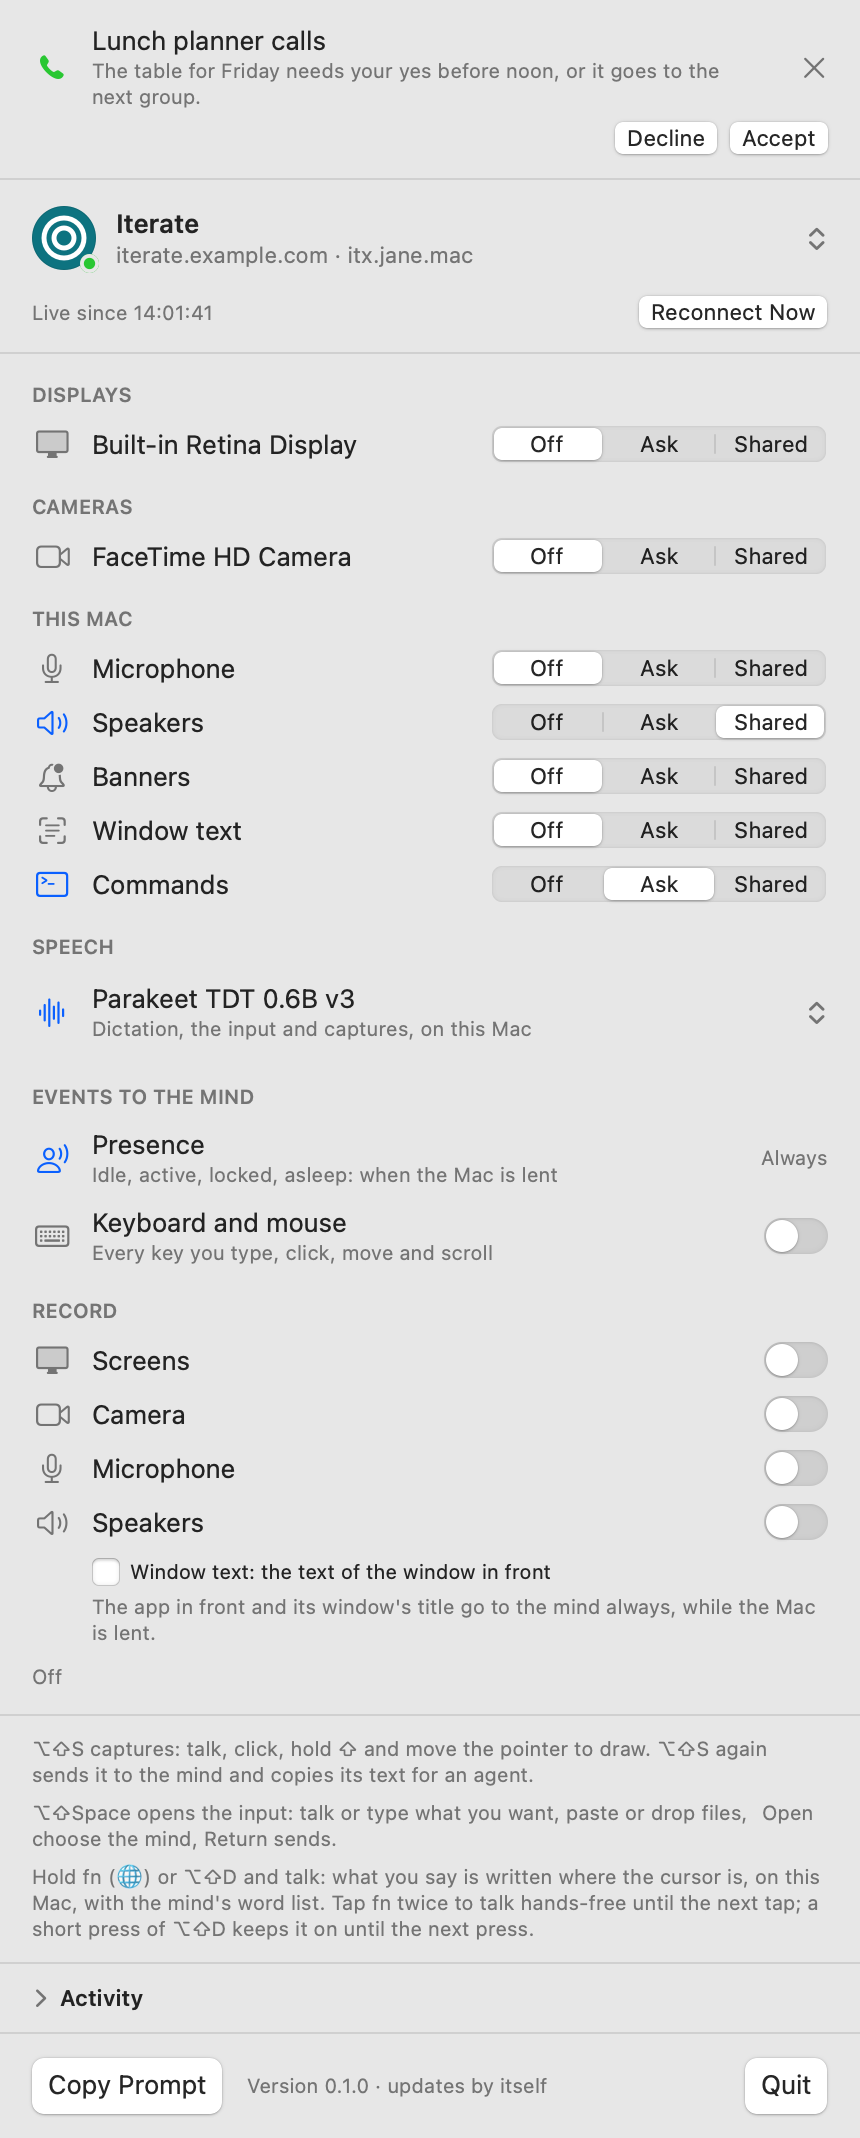 Lunch planner calls
The table for Friday needs your yes before noon, or it goes to the
next group.
Decline
Accept
Iterate
iterate.example.com · itx.jane.mac
Live since 14:01:41
Reconnect Now
DISPLAYS
Built-in Retina Display
Off Ask Shared
CAMERAS
FaceTime HD Camera
Off Ask Shared
THIS MAC
Microphone
Off Ask Shared
Speakers
Off Ask Shared
Banners
Off Ask Shared
Window text
Off Ask Shared
Commands
Off Ask Shared
SPEECH
Parakeet TDT 0.6B v3
Dictation, the input and captures, on this Mac
EVENTS TO THE MIND
Presence
Idle, active, locked, asleep: when the Mac is lent
Always
Keyboard and mouse
Every key you type, click, move and scroll
RECORD
Screens
Camera
Microphone
Speakers
Window text: the text of the window in front
The app in front and its window's title go to the mind always, while the Mac
is lent.
Off
⌥⇧S captures: talk, click, hold ⇧ and move the pointer to draw. ⌥⇧S again
sends it to the mind and copies its text for an agent.
⌥⇧Space opens the input: talk or type what you want, paste or drop files,
choose the mind, Return sends.
Open
Hold fn (🌐) or ⌥⇧D and talk: what you say is written where the cursor is, on this
Mac, with the mind's word list. Tap fn twice to talk hands-free until the next tap; a
short press of ⌥⇧D keeps it on until the next press.
Activity
Copy Prompt
Version 0.1.0 · updates by itself
Quit